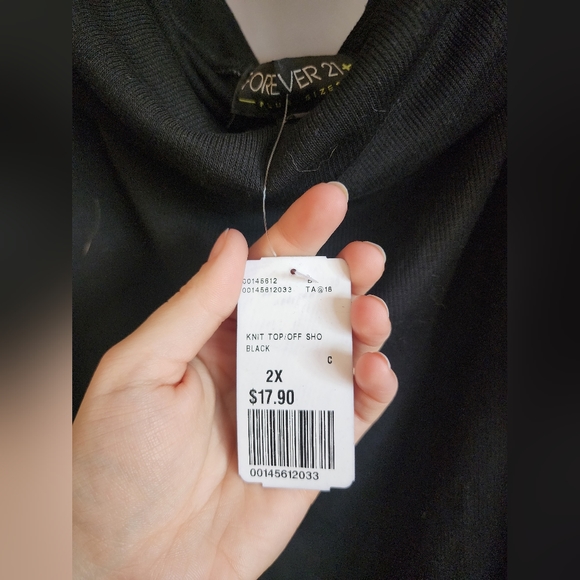 FOREVER 21+
PLUS SIZES
00145612
00145612033 TA@18
KNIT TOP/OFF SHO
BLACK
C
2X
$17.90
00145612033